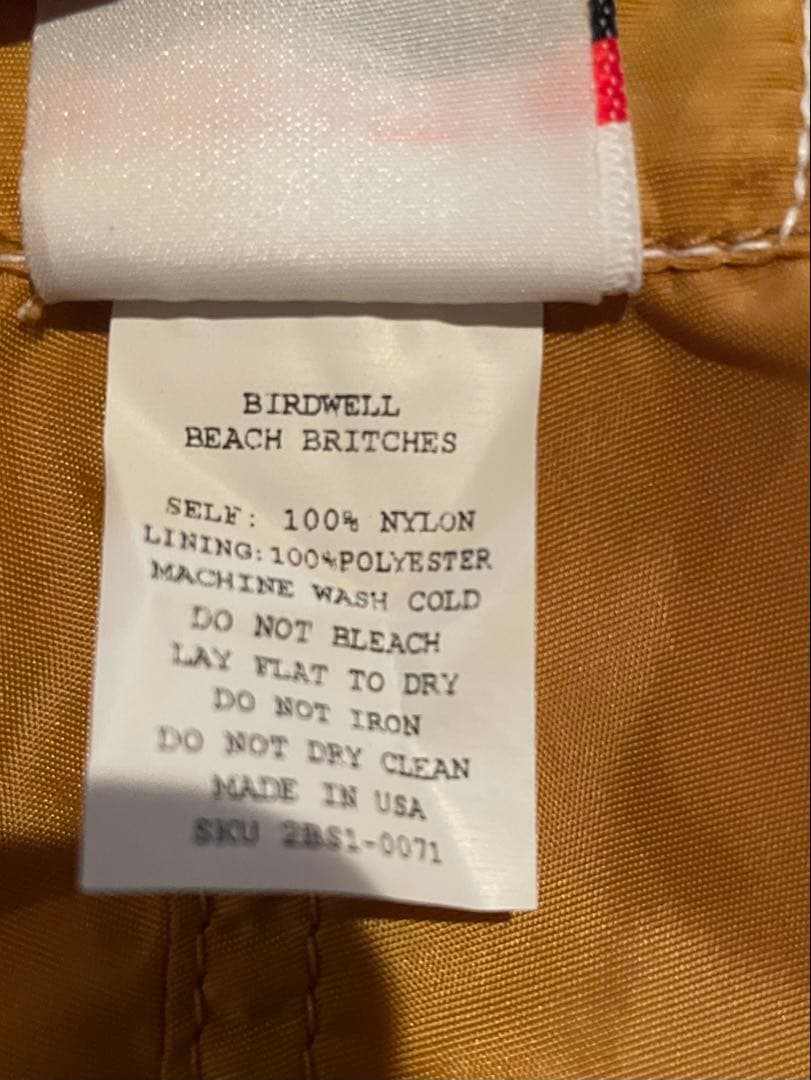 BIRDWELL
BEACH BRITCHES
SELF: 100% NYLON
LINING:100%POLYESTER
MACHINE WASH COLD
DO NOT BLEACH
LAY FLAT TO DRY
DO NOT IRON
DO NOT DRY CLEAN
MADE IN USA
SKU 2BS1-0071